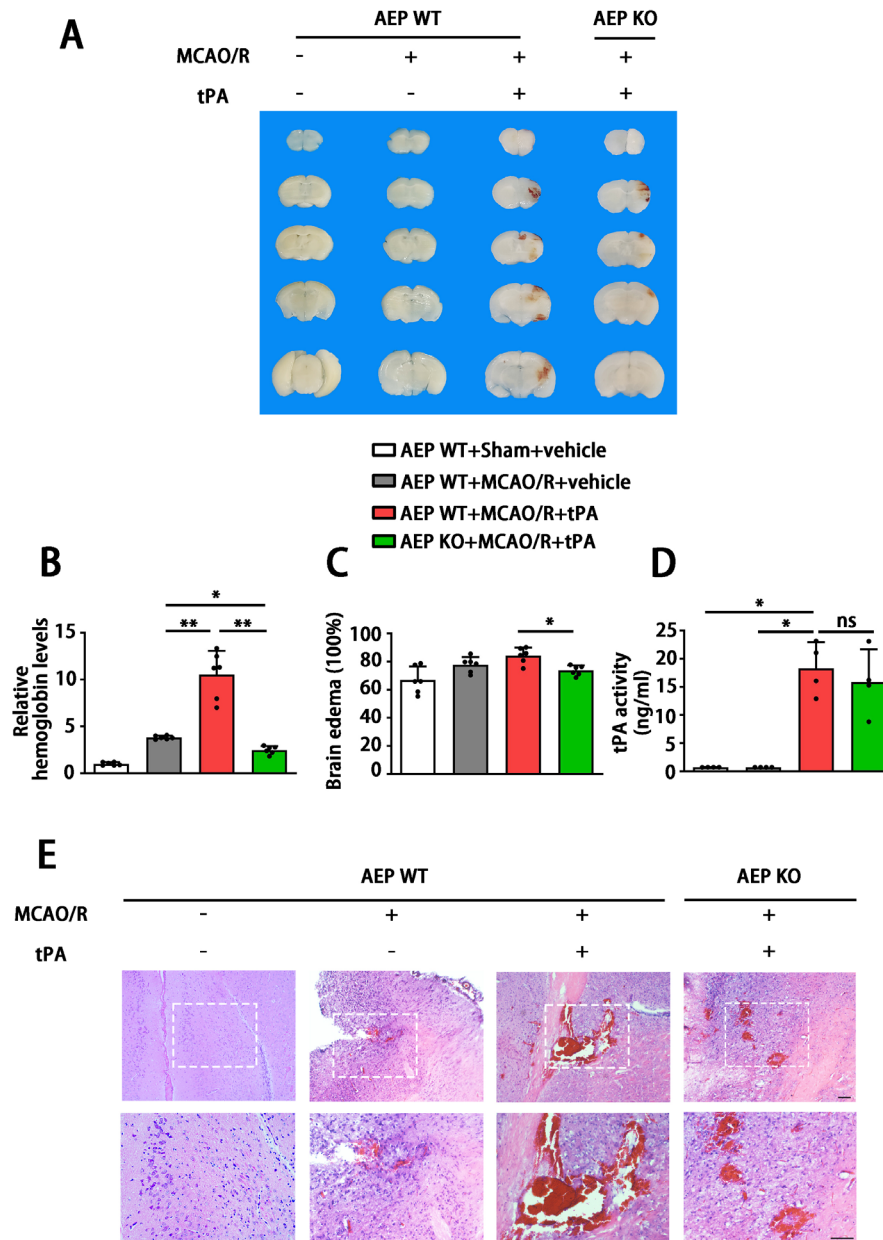 A
AEP WT AEP KO
MCAO/R - + + +
tPA - - + +
AEP WT+Sham+vehicle
AEP WT+MCAO/R+vehicle
AEP WT+MCAO/R+tPA
AEP KO+MCAO/R+tPA
B
Relative
hemoglobin levels
15
10
5
0
*
** **
C
Brain edema (100%)
100
80
60
40
20
0
*
D
tPA activity
(ng/ml)
25
20
15
10
5
0
*
* ns
E
AEP WT AEP KO
MCAO/R - + + +
tPA - - + +